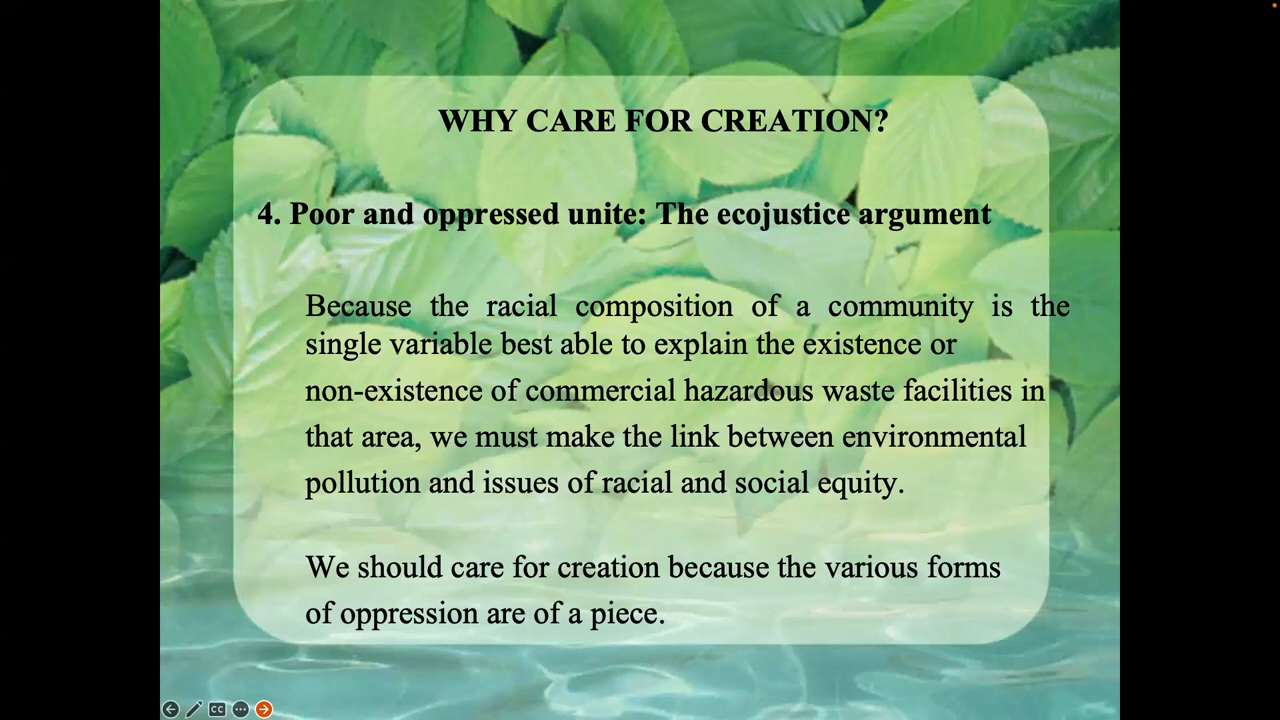 WHY CARE FOR CREATION?
4. Poor and oppressed unite: The ecojustice argument
Because the racial composition of a community is the
single variable best able to explain the existence or
non-existence of commercial hazardous waste facilities in
that area, we must make the link between environmental
pollution and issues of racial and social equity.
We should care for creation because the various forms
of oppression are of a piece.
CC